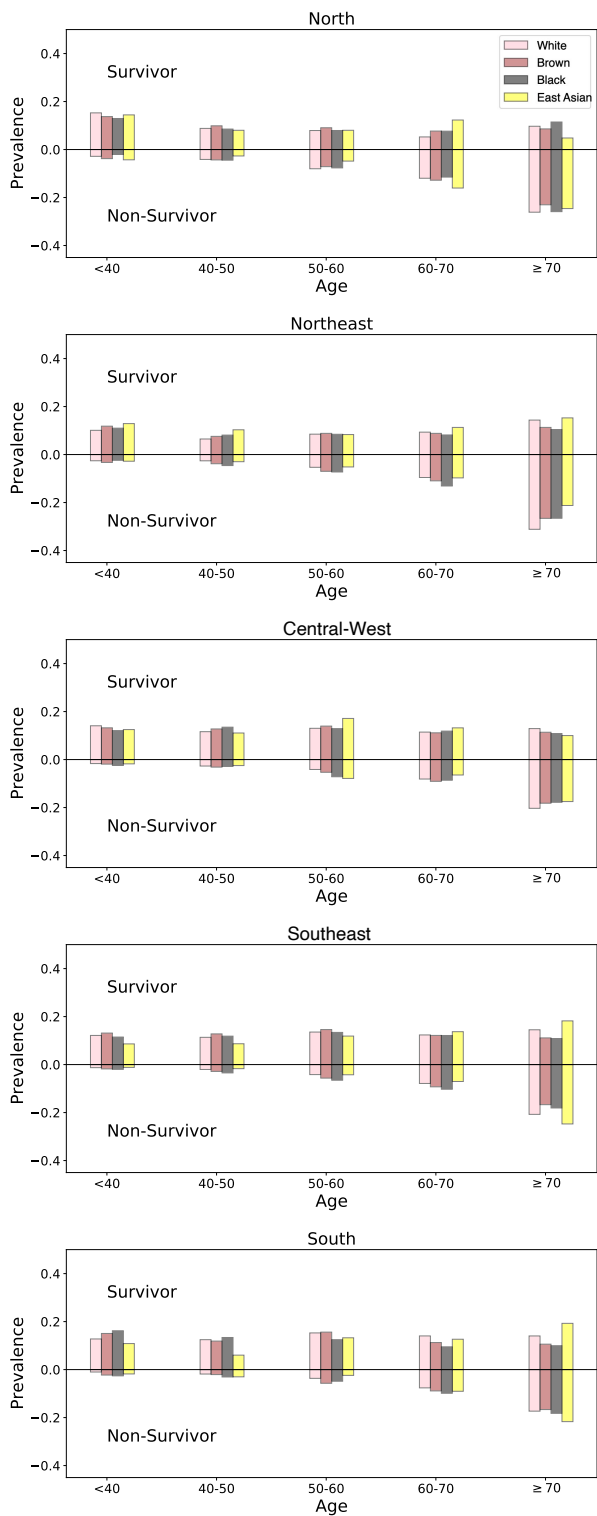 North
Survivor
Non-Survivor
White
Brown
Black
East Asian
Prevalence
0.4
0.2
0.0
−0.2
−0.4
<40
40-50
50-60
60-70
≥ 70
Age
Northeast
Survivor
Non-Survivor
Prevalence
0.4
0.2
0.0
−0.2
−0.4
<40
40-50
50-60
60-70
≥ 70
Age
Central-West
Survivor
Non-Survivor
Prevalence
0.4
0.2
0.0
−0.2
−0.4
<40
40-50
50-60
60-70
≥ 70
Age
Southeast
Survivor
Non-Survivor
Prevalence
0.4
0.2
0.0
−0.2
−0.4
<40
40-50
50-60
60-70
≥ 70
Age
South
Survivor
Non-Survivor
Prevalence
0.4
0.2
0.0
−0.2
−0.4
<40
40-50
50-60
60-70
≥ 70
Age